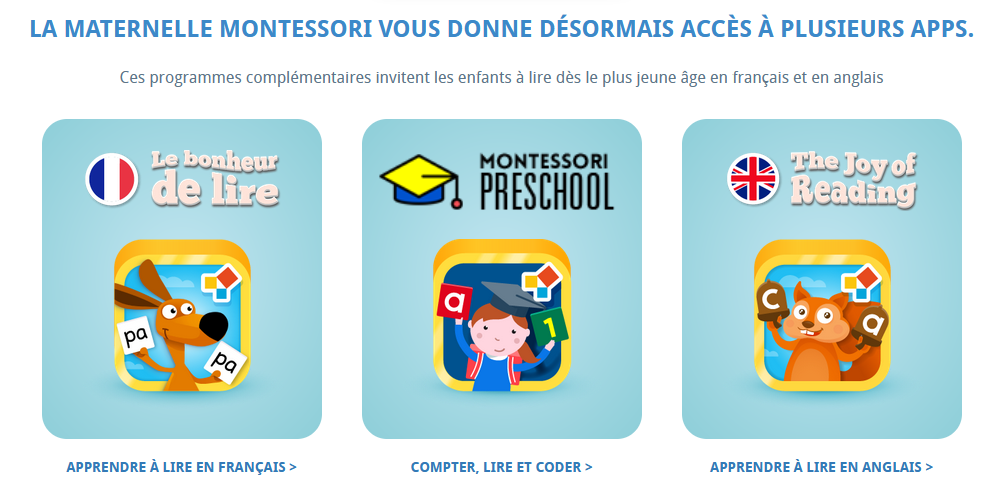 LA MATERNELLE MONTESSORI VOUS DONNE DÉSORMAIS ACCÈS À PLUSIEURS APPS.
Ces programmes complémentaires invitent les enfants à lire dès le plus jeune âge en français et en anglais
Le bonheur
de lire
pa
pa
APPRENDRE À LIRE EN FRANÇAIS >
MONTESSORI
PRESCHOOL
a
1
COMPTER, LIRE ET CODER >
The Joy of
Reading
c
a
APPRENDRE À LIRE EN ANGLAIS >